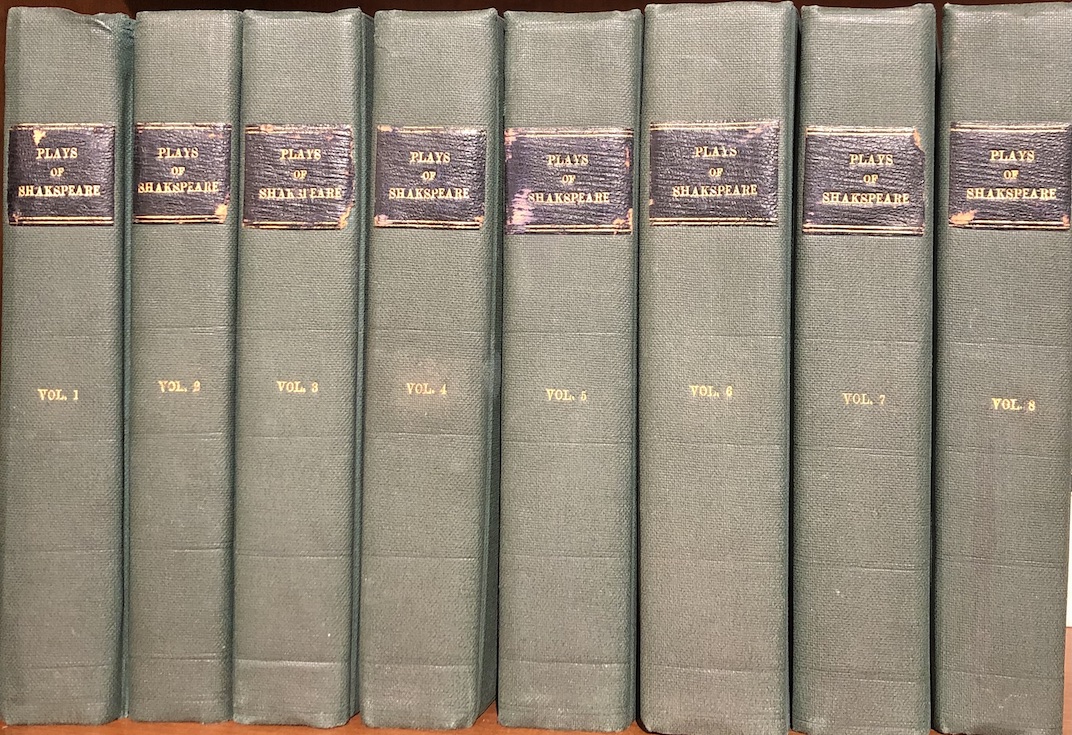 PLAYS
OF
SHAKSPEARE
VOL. 1
PLAYS
OF
SHAKSPEARE
VOL. 2
PLAYS
OF
SHAKSPEARE
VOL. 3
PLAYS
OF
SHAKSPEARE
VOL. 4
PLAYS
OF
SHAKSPEARE
VOL. 5
PLAYS
OF
SHAKSPEARE
VOL. 6
PLAYS
OF
SHAKSPEARE
VOL. 7
PLAYS
OF
SHAKSPEARE
VOL. 8